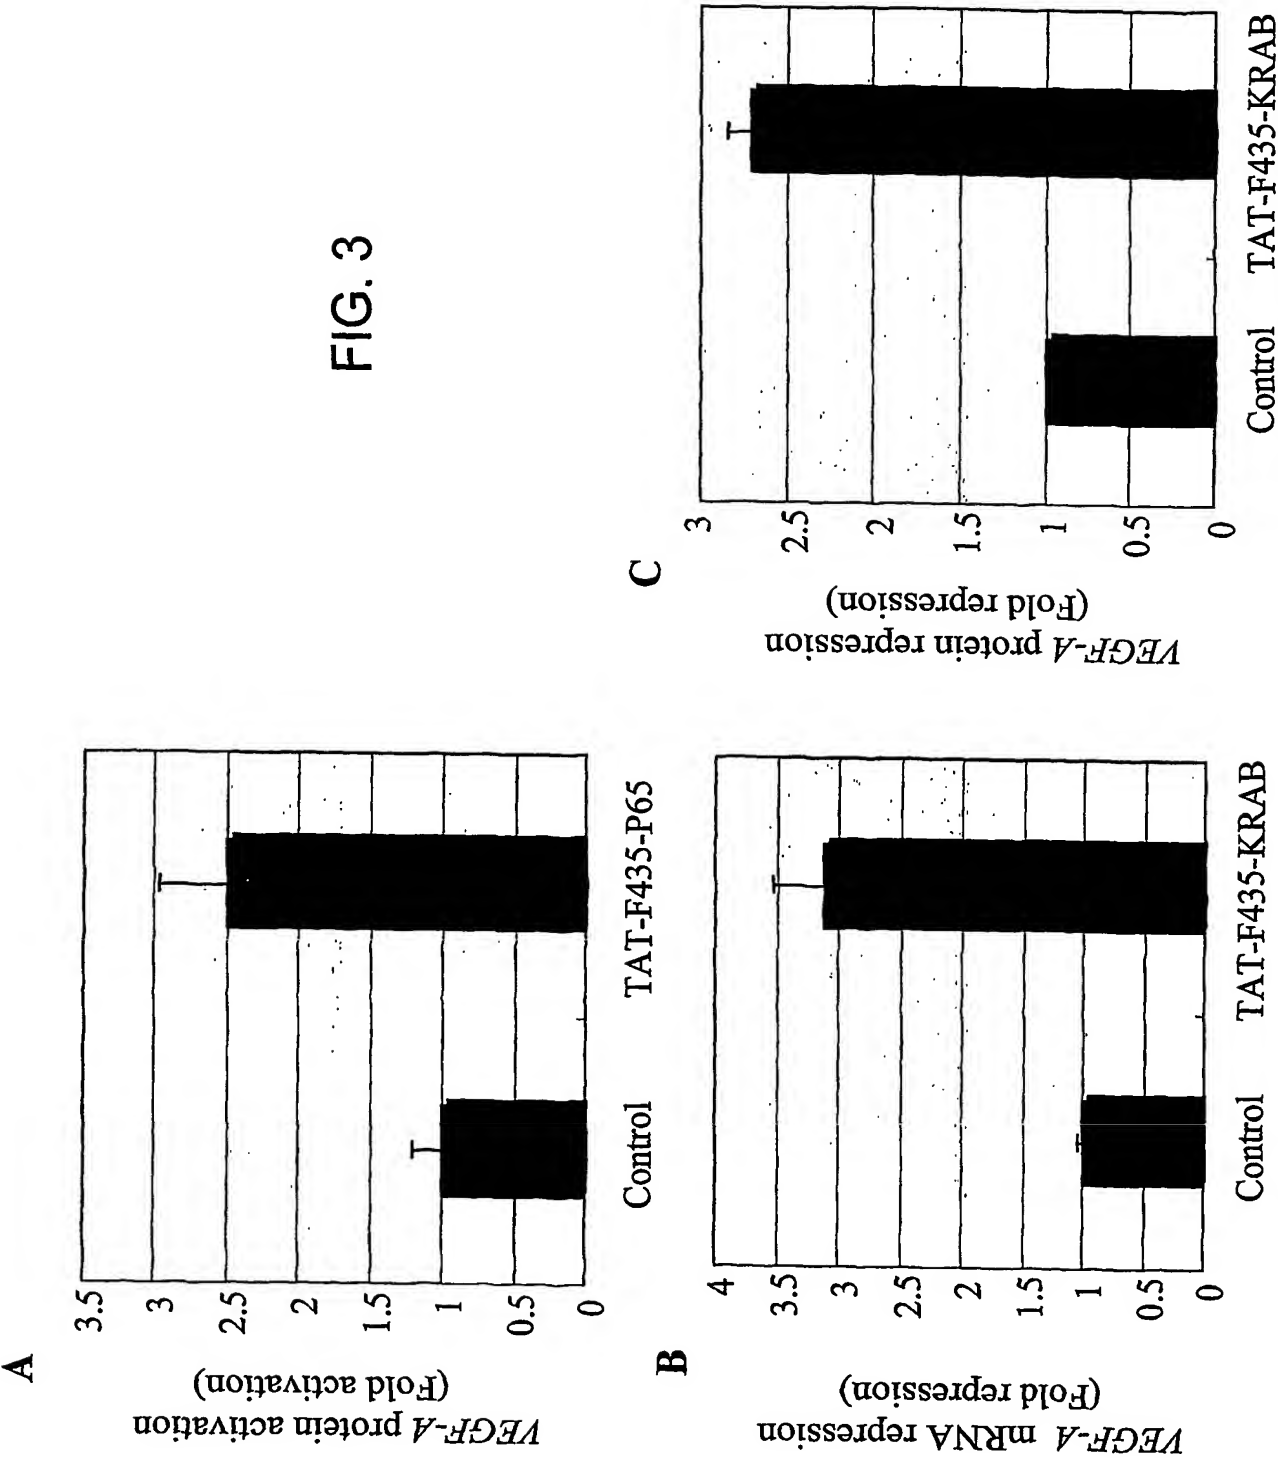 FIG. 3
A
VEGF-A protein activation
(Fold activation)
3.5
3
2.5
2
1.5
1
0.5
0
Control
TAT-F435-P65
B
VEGF-A mRNA repression
(Fold repression)
4
3.5
3
2.5
2
1.5
1
0.5
0
Control
TAT-F435-KRAB
C
VEGF-A protein repression
(Fold repression)
3
2.5
2
1.5
1
0.5
0
Control
TAT-F435-KRAB